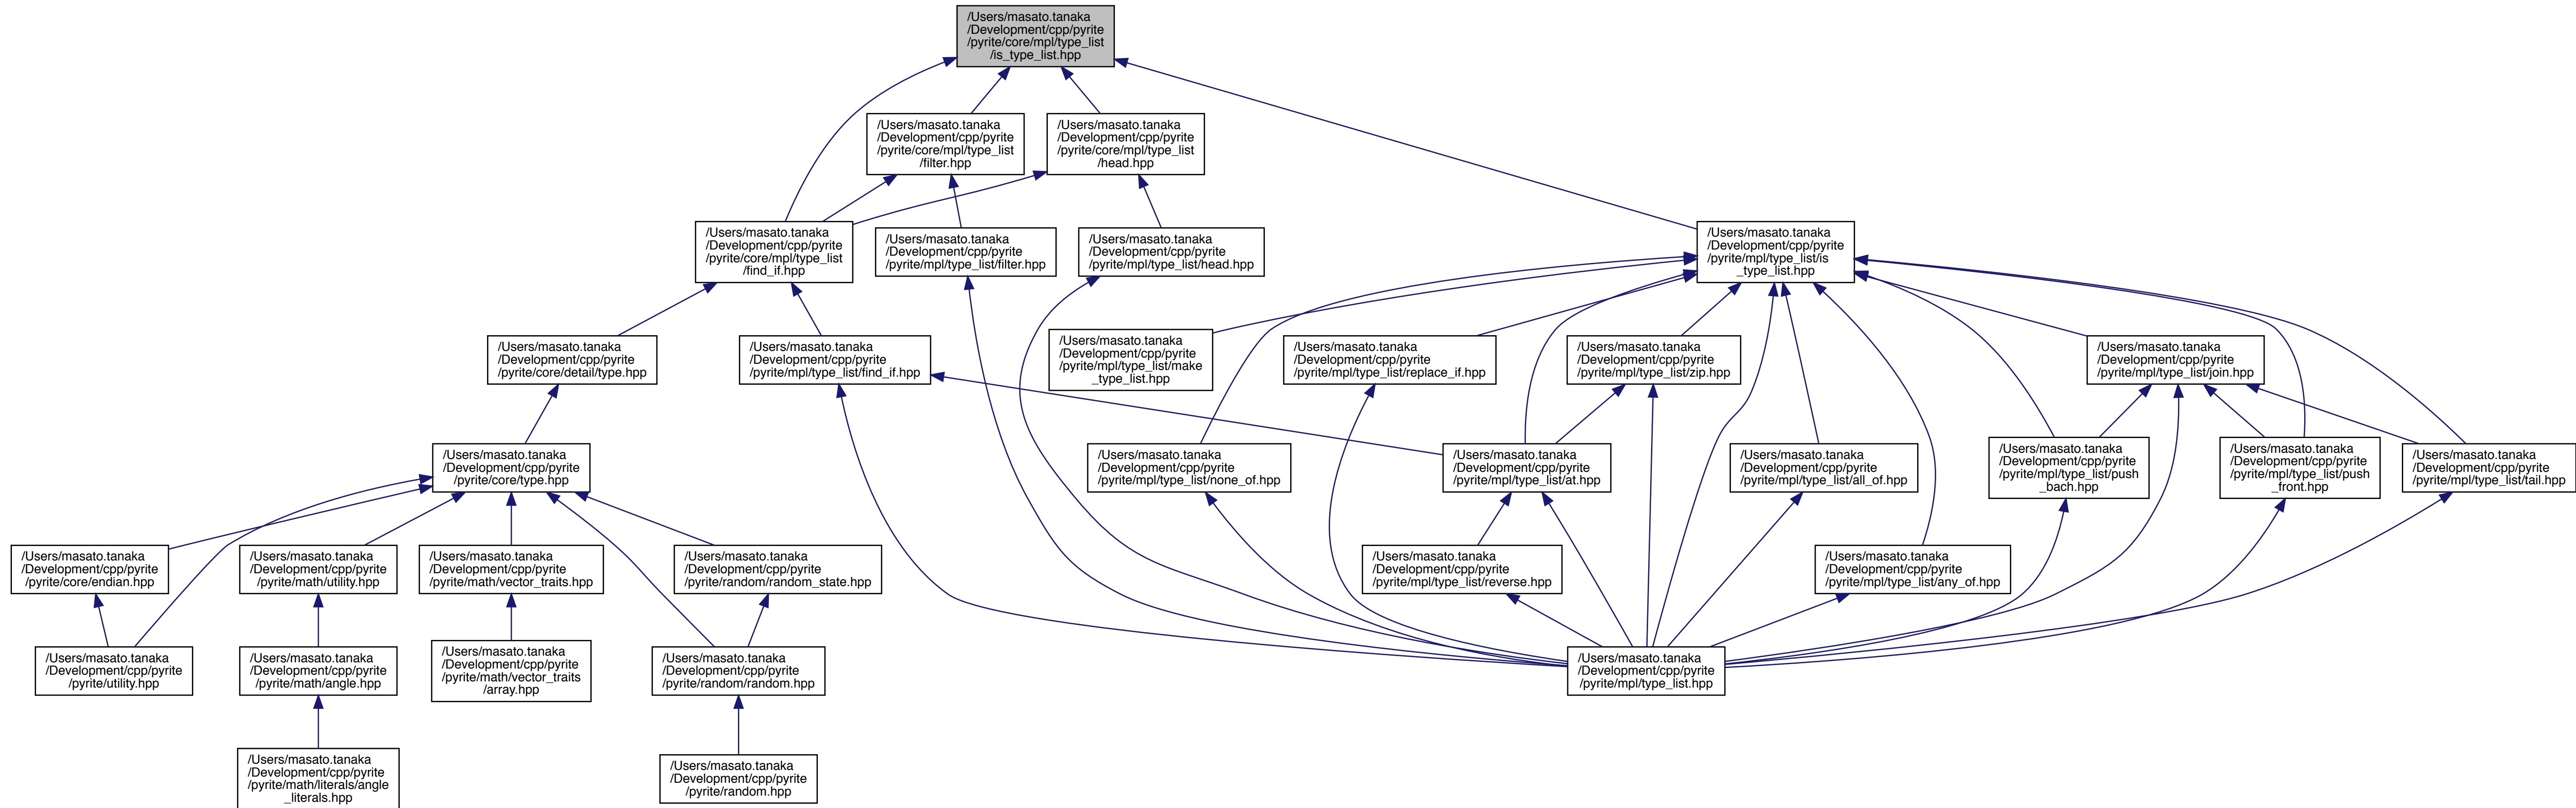 /Users/masato.tanaka
/Development/cpp/pyrite
/pyrite/core/mpl/type_list
/is_type_list.hpp
/Users/masato.tanaka
/Development/cpp/pyrite
/pyrite/core/mpl/type_list
/filter.hpp
/Users/masato.tanaka
/Development/cpp/pyrite
/pyrite/core/mpl/type_list
/head.hpp
/Users/masato.tanaka
/Development/cpp/pyrite
/pyrite/core/mpl/type_list
/find_if.hpp
/Users/masato.tanaka
/Development/cpp/pyrite
/pyrite/mpl/type_list/filter.hpp
/Users/masato.tanaka
/Development/cpp/pyrite
/pyrite/mpl/type_list/head.hpp
/Users/masato.tanaka
/Development/cpp/pyrite
/pyrite/mpl/type_list/is
_type_list.hpp
/Users/masato.tanaka
/Development/cpp/pyrite
/pyrite/core/detail/type.hpp
/Users/masato.tanaka
/Development/cpp/pyrite
/pyrite/mpl/type_list/find_if.hpp
/Users/masato.tanaka
/Development/cpp/pyrite
/pyrite/mpl/type_list/make
_type_list.hpp
/Users/masato.tanaka
/Development/cpp/pyrite
/pyrite/mpl/type_list/replace_if.hpp
/Users/masato.tanaka
/Development/cpp/pyrite
/pyrite/mpl/type_list/zip.hpp
/Users/masato.tanaka
/Development/cpp/pyrite
/pyrite/mpl/type_list/join.hpp
/Users/masato.tanaka
/Development/cpp/pyrite
/pyrite/core/type.hpp
/Users/masato.tanaka
/Development/cpp/pyrite
/pyrite/mpl/type_list/none_of.hpp
/Users/masato.tanaka
/Development/cpp/pyrite
/pyrite/mpl/type_list/at.hpp
/Users/masato.tanaka
/Development/cpp/pyrite
/pyrite/mpl/type_list/all_of.hpp
/Users/masato.tanaka
/Development/cpp/pyrite
/pyrite/mpl/type_list/push
_bach.hpp
/Users/masato.tanaka
/Development/cpp/pyrite
/pyrite/mpl/type_list/push
_front.hpp
/Users/masato.tanaka
/Development/cpp/pyrite
/pyrite/mpl/type_list/tail.hpp
/Users/masato.tanaka
/Development/cpp/pyrite
/pyrite/core/endian.hpp
/Users/masato.tanaka
/Development/cpp/pyrite
/pyrite/math/utility.hpp
/Users/masato.tanaka
/Development/cpp/pyrite
/pyrite/math/vector_traits.hpp
/Users/masato.tanaka
/Development/cpp/pyrite
/pyrite/random/random_state.hpp
/Users/masato.tanaka
/Development/cpp/pyrite
/pyrite/mpl/type_list/reverse.hpp
/Users/masato.tanaka
/Development/cpp/pyrite
/pyrite/mpl/type_list/any_of.hpp
/Users/masato.tanaka
/Development/cpp/pyrite
/pyrite/utility.hpp
/Users/masato.tanaka
/Development/cpp/pyrite
/pyrite/math/angle.hpp
/Users/masato.tanaka
/Development/cpp/pyrite
/pyrite/math/vector_traits
/array.hpp
/Users/masato.tanaka
/Development/cpp/pyrite
/pyrite/random/random.hpp
/Users/masato.tanaka
/Development/cpp/pyrite
/pyrite/mpl/type_list.hpp
/Users/masato.tanaka
/Development/cpp/pyrite
/pyrite/math/literals/angle
_literals.hpp
/Users/masato.tanaka
/Development/cpp/pyrite
/pyrite/random.hpp